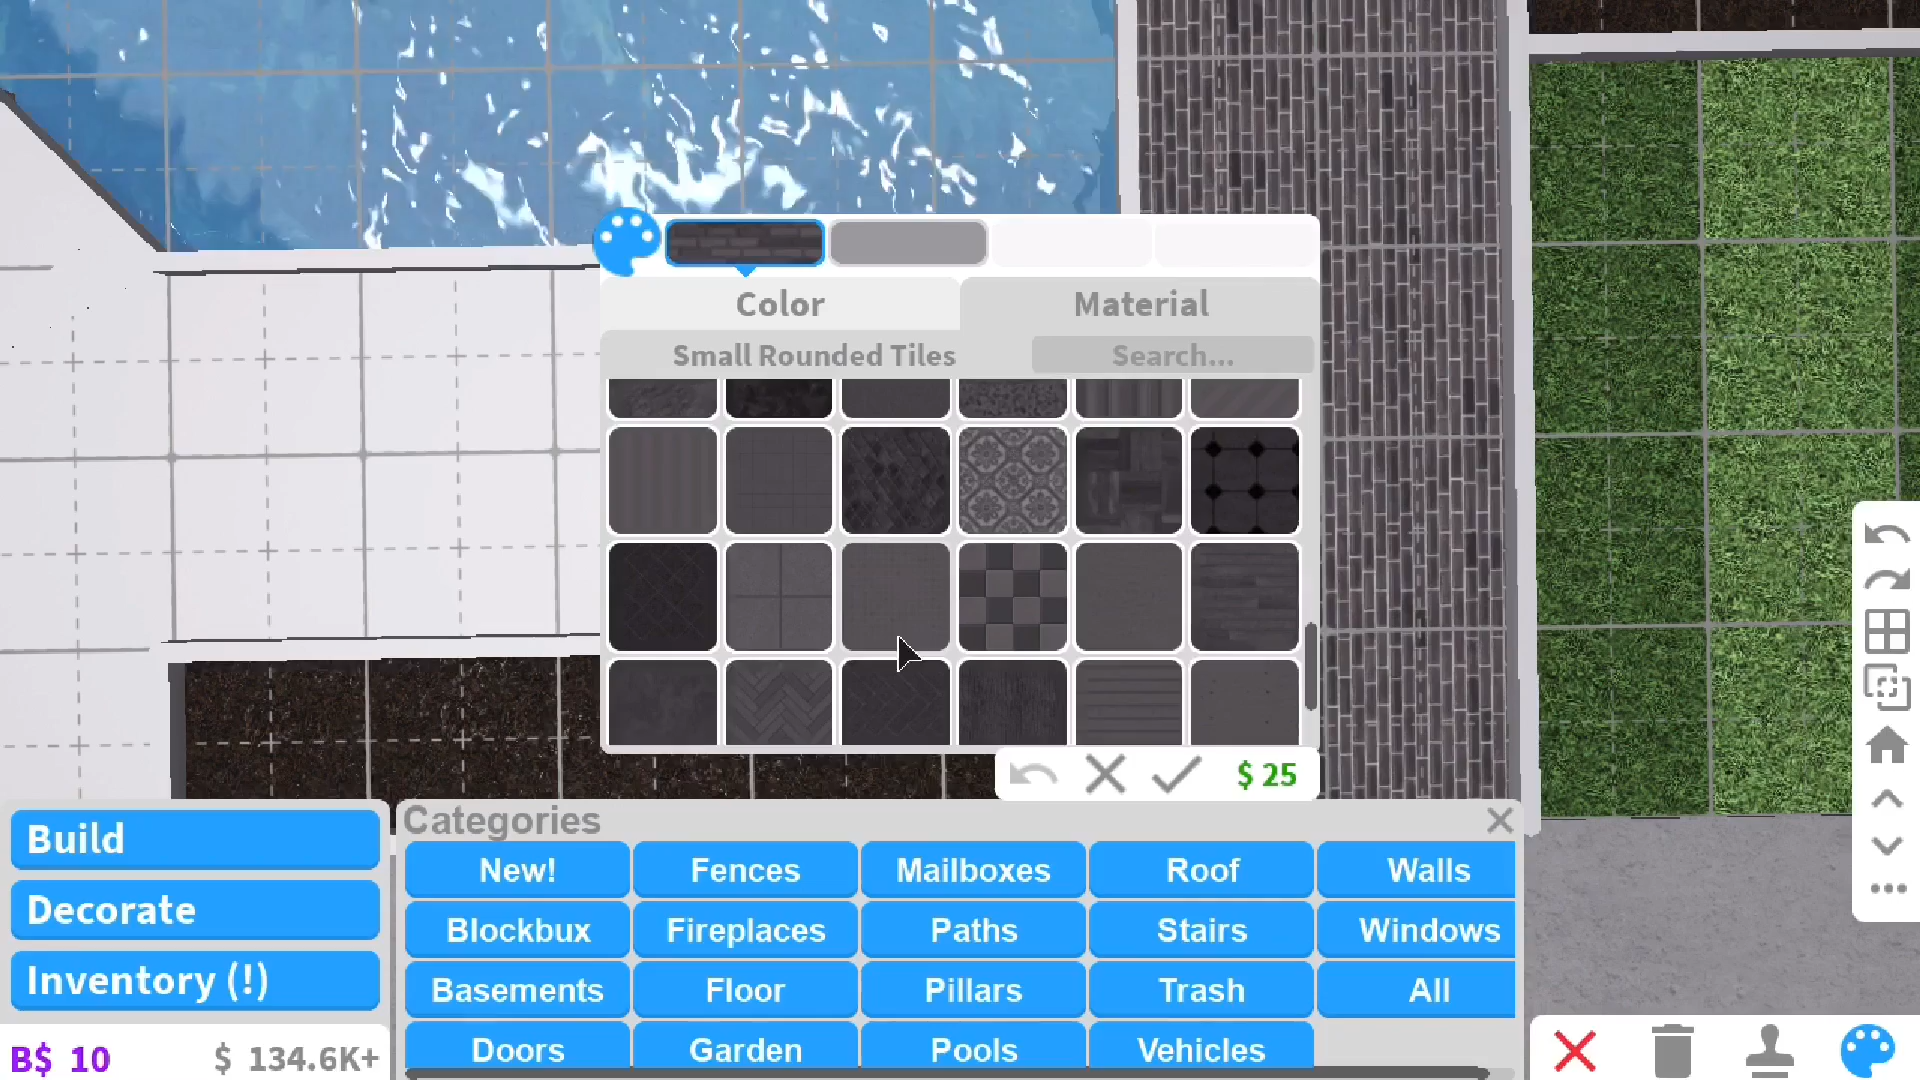 Color
Material
Small Rounded Tiles
Search...
$ 25
Build
Decorate
Inventory (!)
B$ 10
$ 134.6K+
Categories
New!
Fences
Mailboxes
Roof
Walls
Blockbux
Fireplaces
Paths
Stairs
Windows
Basements
Floor
Pillars
Trash
All
Doors
Garden
Pools
Vehicles